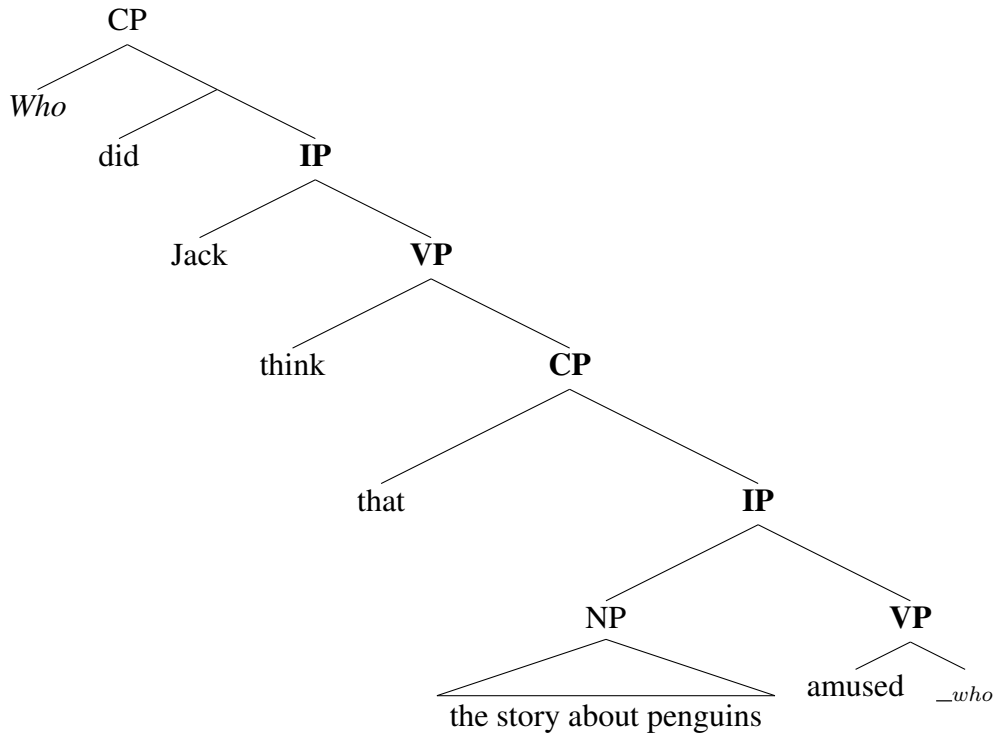 CP
Who
did
IP
Jack
VP
think
CP
that
IP
NP
VP
the story about penguins
amused
_who